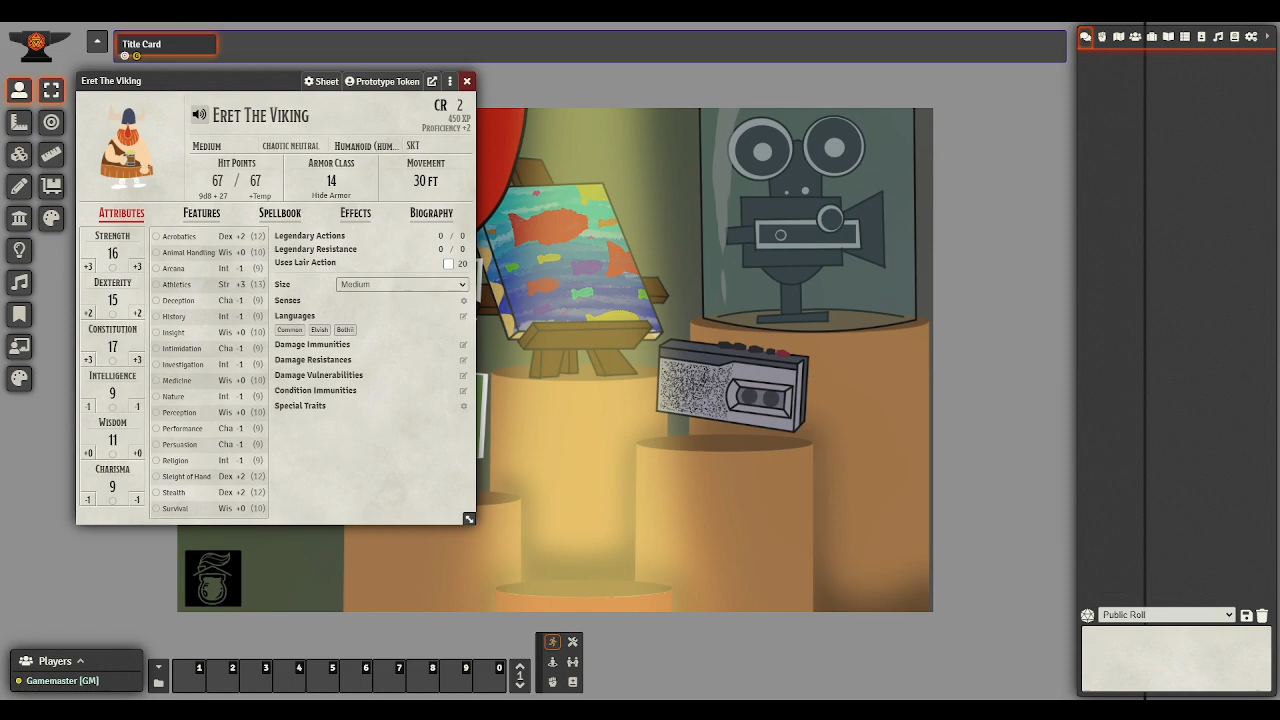 Title Card
G
Eret The Viking
Sheet
Prototype Token
Eret The Viking
CR 2
450 XP
Proficiency +2
Medium
Chaotic Neutral
Humanoid (Hum...
SKT
Hit Points
67 / 67
9d8 + 27
+Temp
Armor Class
14
Hide Armor
Movement
30 ft
Attributes
Features
Spellbook
Effects
Biography
Strength
16
+3 +3
Dexterity
15
+2 +2
Constitution
17
+3 +3
Intelligence
9
-1 -1
Wisdom
11
+0 +0
Charisma
9
-1 -1
Acrobatics Dex +2 (12)
Animal Handling Wis +0 (10)
Arcana Int -1 (9)
Athletics Str +3 (13)
Deception Cha -1 (9)
History Int -1 (9)
Insight Wis +0 (10)
Intimidation Cha -1 (9)
Investigation Int -1 (9)
Medicine Wis +0 (10)
Nature Int -1 (9)
Perception Wis +0 (10)
Performance Cha -1 (9)
Persuasion Cha -1 (9)
Religion Int -1 (9)
Sleight of Hand Dex +2 (12)
Stealth Dex +2 (12)
Survival Wis +0 (10)
Legendary Actions 0 / 0
Legendary Resistance 0 / 0
Uses Lair Action 20
Size Medium
Senses
Languages
Common Elvish Bothii
Damage Immunities
Damage Resistances
Damage Vulnerabilities
Condition Immunities
Special Traits
Public Roll
Players
Gamemaster [GM]
1 2 3 4 5 6 7 8 9 0
1